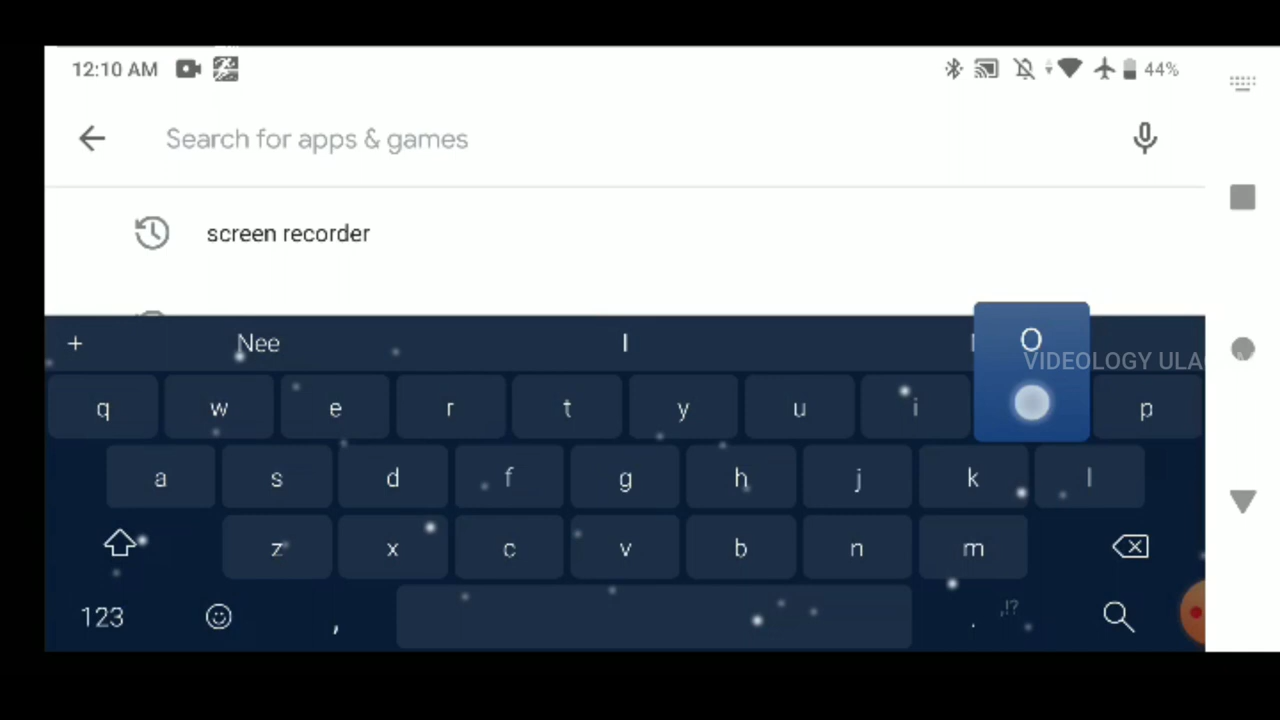 12:10 AM 44%
Search for apps & games
screen recorder
+ Nee I
O
VIDEOLOGY ULA
q w e r t y u i p
a s d f g h j k l
z x c v b n m
123 , . ,!?